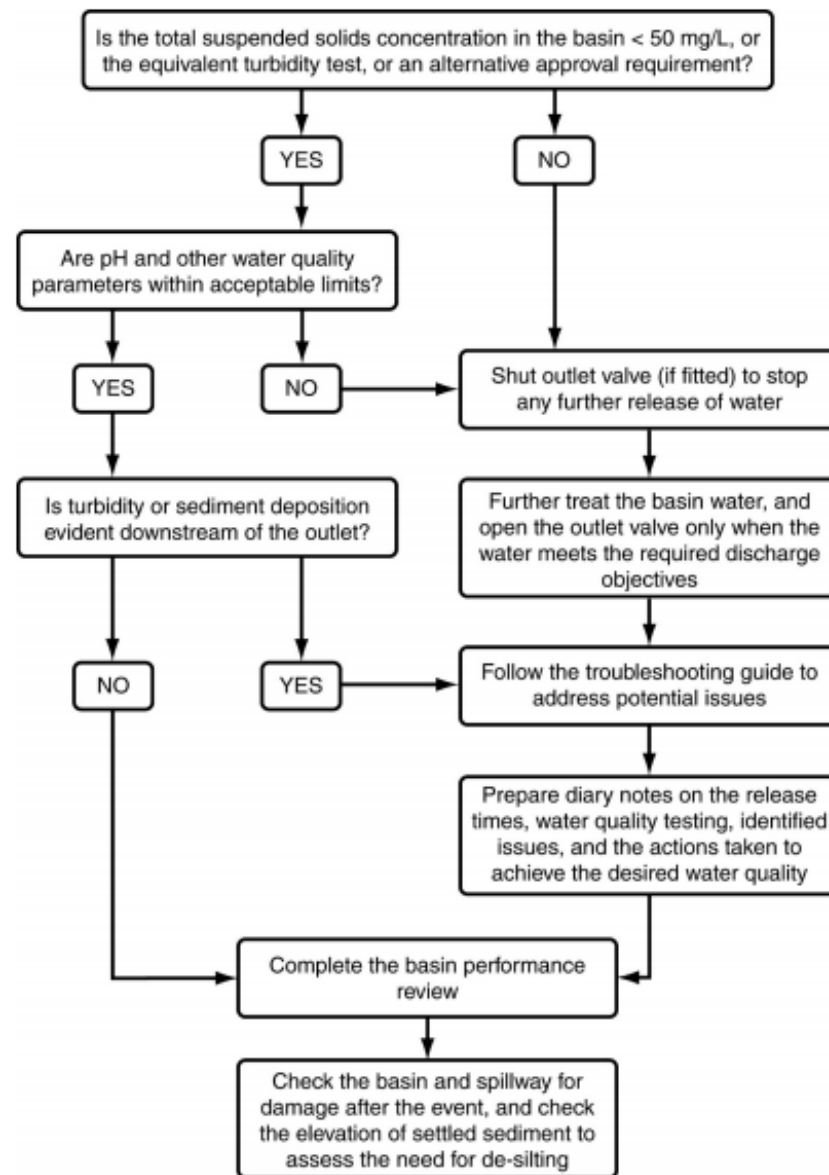 Is the total suspended solids concentration in the basin < 50 mg/L, or
the equivalent turbidity test, or an alternative approval requirement?
YES
NO
Are pH and other water quality
parameters within acceptable limits?
YES
NO
Shut outlet valve (if fitted) to stop
any further release of water
Is turbidity or sediment deposition
evident downstream of the outlet?
Further treat the basin water, and
open the outlet valve only when the
water meets the required discharge
objectives
NO
YES
Follow the troubleshooting guide to
address potential issues
Prepare diary notes on the release
times, water quality testing, identified
issues, and the actions taken to
achieve the desired water quality
Complete the basin performance
review
Check the basin and spillway for
damage after the event, and check
the elevation of settled sediment to
assess the need for de-silting